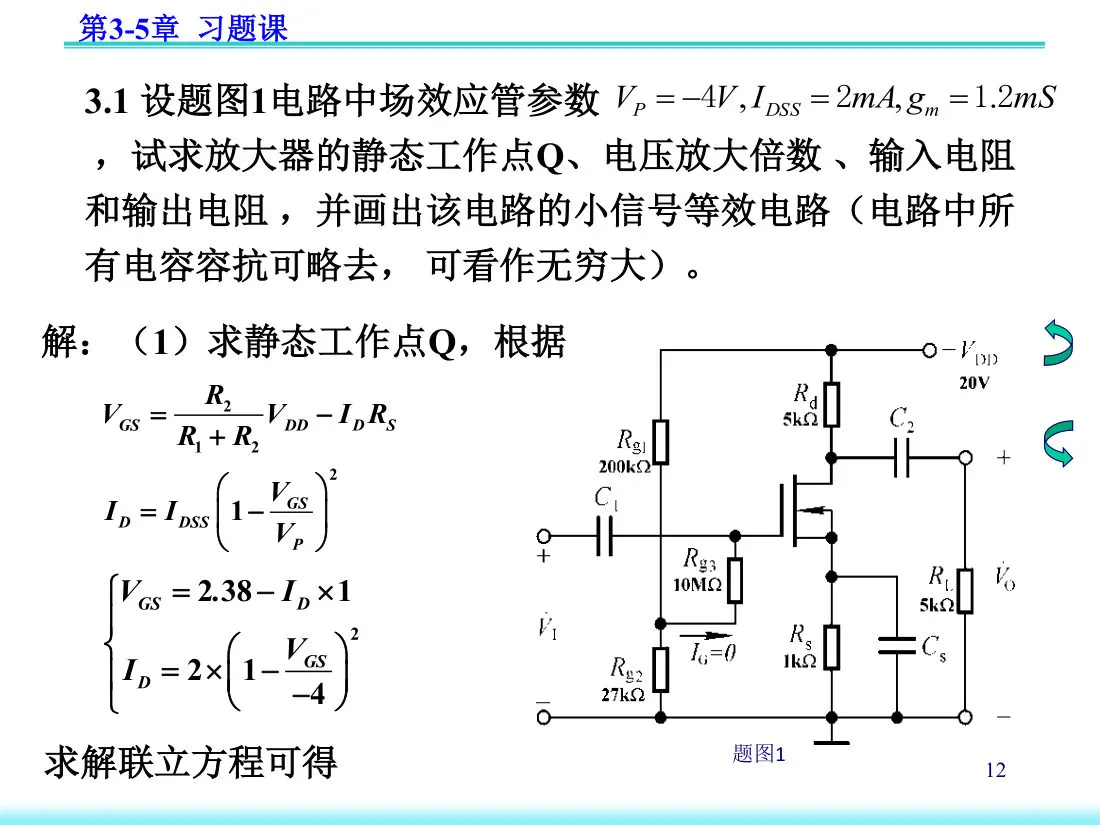 第3-5章 习题课
3.1 设题图1电路中场效应管参数 V_P = −4V, I_DSS = 2mA, g_m = 1.2mS
，试求放大器的静态工作点Q、电压放大倍数 、输入电阻
和输出电阻 ，并画出该电路的小信号等效电路（电路中所
有电容容抗可略去， 可看作无穷大）。
解：（1）求静态工作点Q，根据
V_GS = R_2/(R_1 + R_2) V_DD − I_D R_S
I_D = I_DSS (1 − V_GS/V_P)^2
V_GS = 2.38 − I_D × 1
I_D = 2 × (1 − V_GS/−4)^2
求解联立方程可得
−V_DD
20V
R_d
5kΩ
C_2
R_g1
200kΩ
+
C_1
+
R_g3
10MΩ
R_L
5kΩ
V̇_O
V̇_I
I_G=0
R_s
1kΩ
C_s
R_g2
27kΩ
−
−
题图1
12